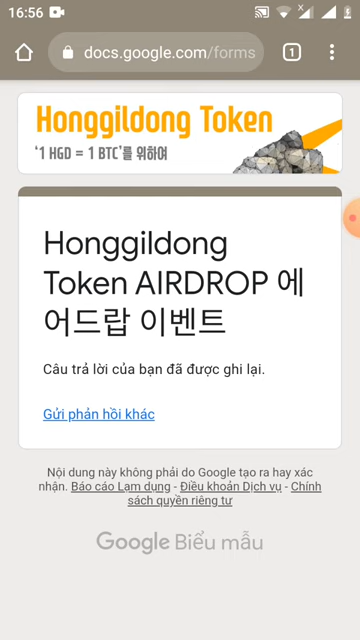 16:56
docs.google.com/forms
1
Honggildong Token
‘1 HGD = 1 BTC’를 위하여
Honggildong
Token AIRDROP 에
어드랍 이벤트
Câu trả lời của bạn đã được ghi lại.
Gửi phản hồi khác
Nội dung này không phải do Google tạo ra hay xác
nhận. Báo cáo Lạm dụng - Điều khoản Dịch vụ - Chính
sách quyền riêng tư
Google Biểu mẫu